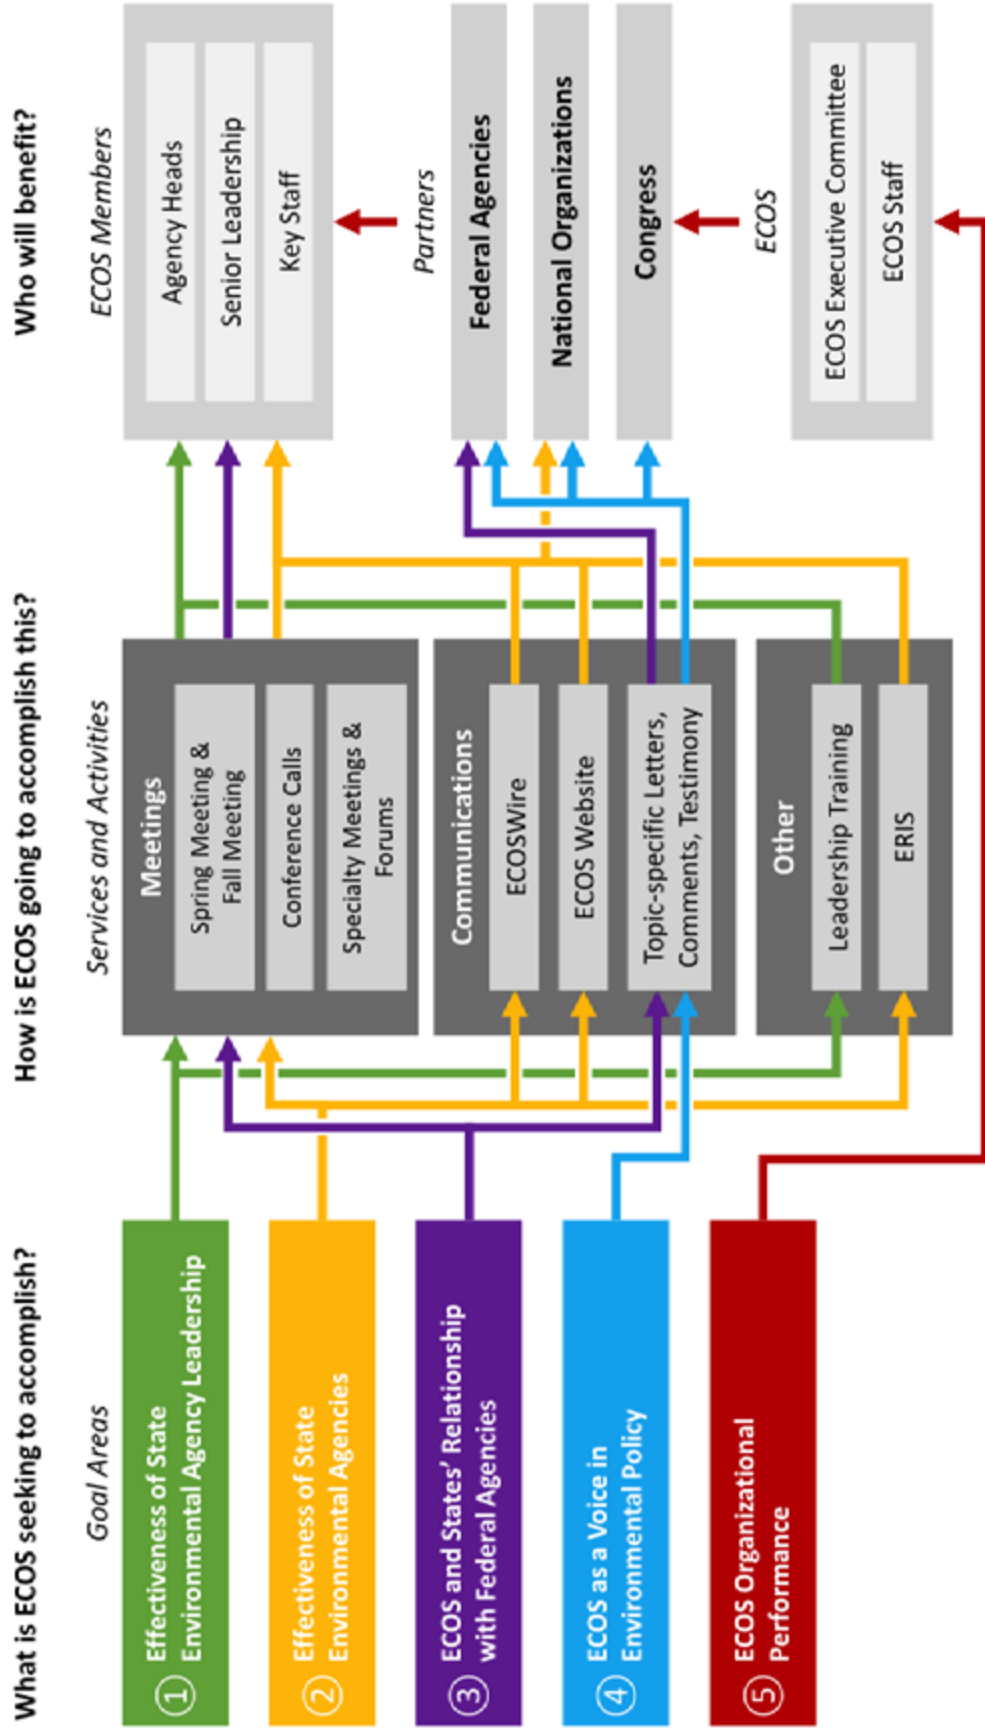 What is ECOS seeking to accomplish?
Goal Areas
① Effectiveness of State
Environmental Agency Leadership
② Effectiveness of State
Environmental Agencies
③ ECOS and States’ Relationship
with Federal Agencies
④ ECOS as a Voice in
Environmental Policy
⑤ ECOS Organizational
Performance
How is ECOS going to accomplish this?
Services and Activities
Meetings
Spring Meeting &
Fall Meeting
Conference Calls
Specialty Meetings &
Forums
Communications
ECOSWire
ECOS Website
Topic-specific Letters,
Comments, Testimony
Other
Leadership Training
ERIS
Who will benefit?
ECOS Members
Agency Heads
Senior Leadership
Key Staff
Partners
Federal Agencies
National Organizations
Congress
ECOS
ECOS Executive Committee
ECOS Staff